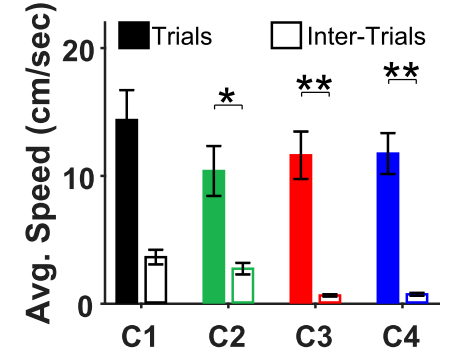 Avg. Speed (cm/sec)
20
10
0
Trials
Inter-Trials
*
**
**
C1
C2
C3
C4